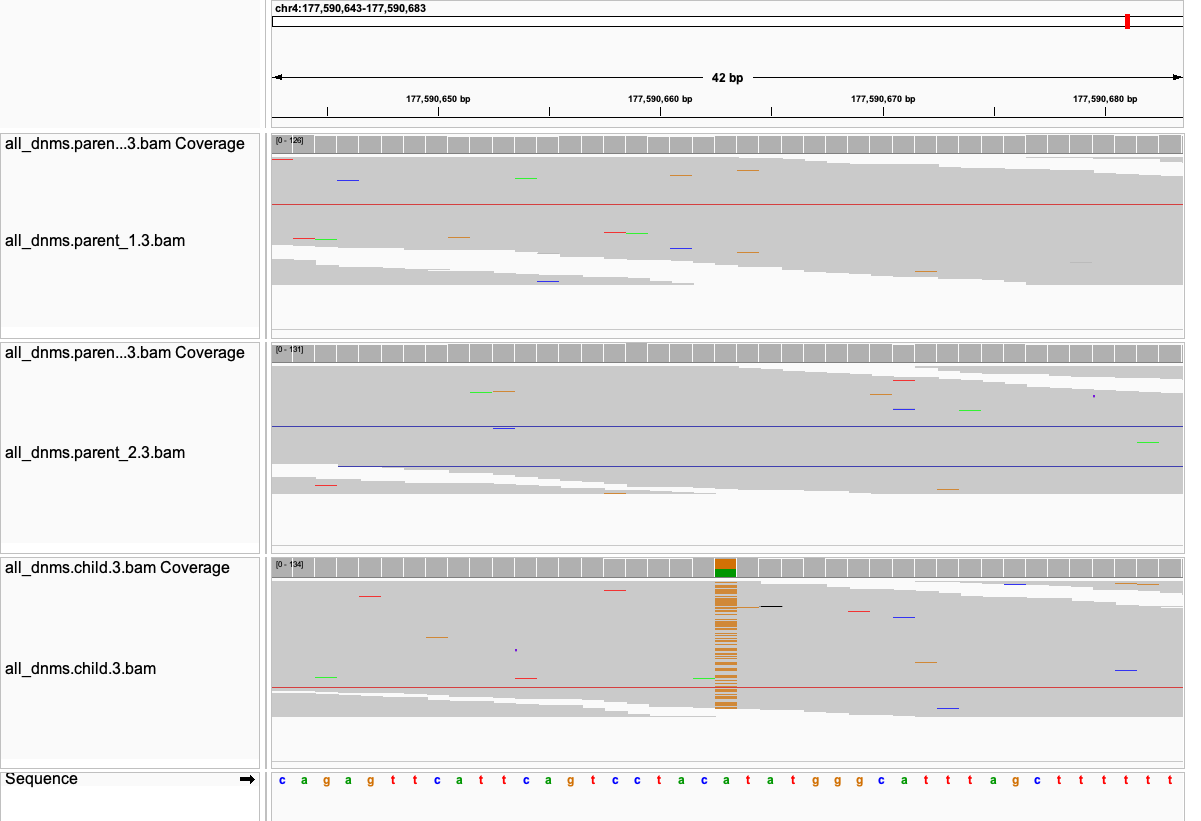 chr4:177,590,643-177,590,683
42 bp
177,590,650 bp 177,590,660 bp 177,590,670 bp 177,590,680 bp
all_dnms.paren...3.bam Coverage
[0 - 126]
all_dnms.parent_1.3.bam
all_dnms.paren...3.bam Coverage
[0 - 131]
all_dnms.parent_2.3.bam
all_dnms.child.3.bam Coverage
[0 - 134]
all_dnms.child.3.bam
Sequence
c a g a g t t c a t t c a g t c c t a c a t a t g g g c a t t t a g c t t t t t t